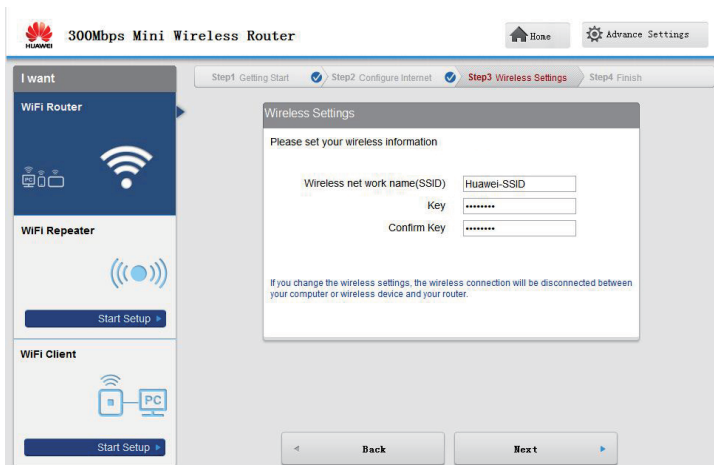 HUAWEI
300Mbps Mini Wireless Router
Home
Advance Settings
I want
Step1 Getting Start
Step2 Configure Internet
Step3 Wireless Settings
Step4 Finish
WiFi Router
PC
WiFi Repeater
Start Setup
WiFi Client
PC
Start Setup
Wireless Settings
Please set your wireless information
Wireless net work name(SSID) Huawei-SSID
Key ••••••••
Confirm Key ••••••••
If you change the wireless settings, the wireless connection will be disconnected between
your computer or wireless device and your router.
Back
Next